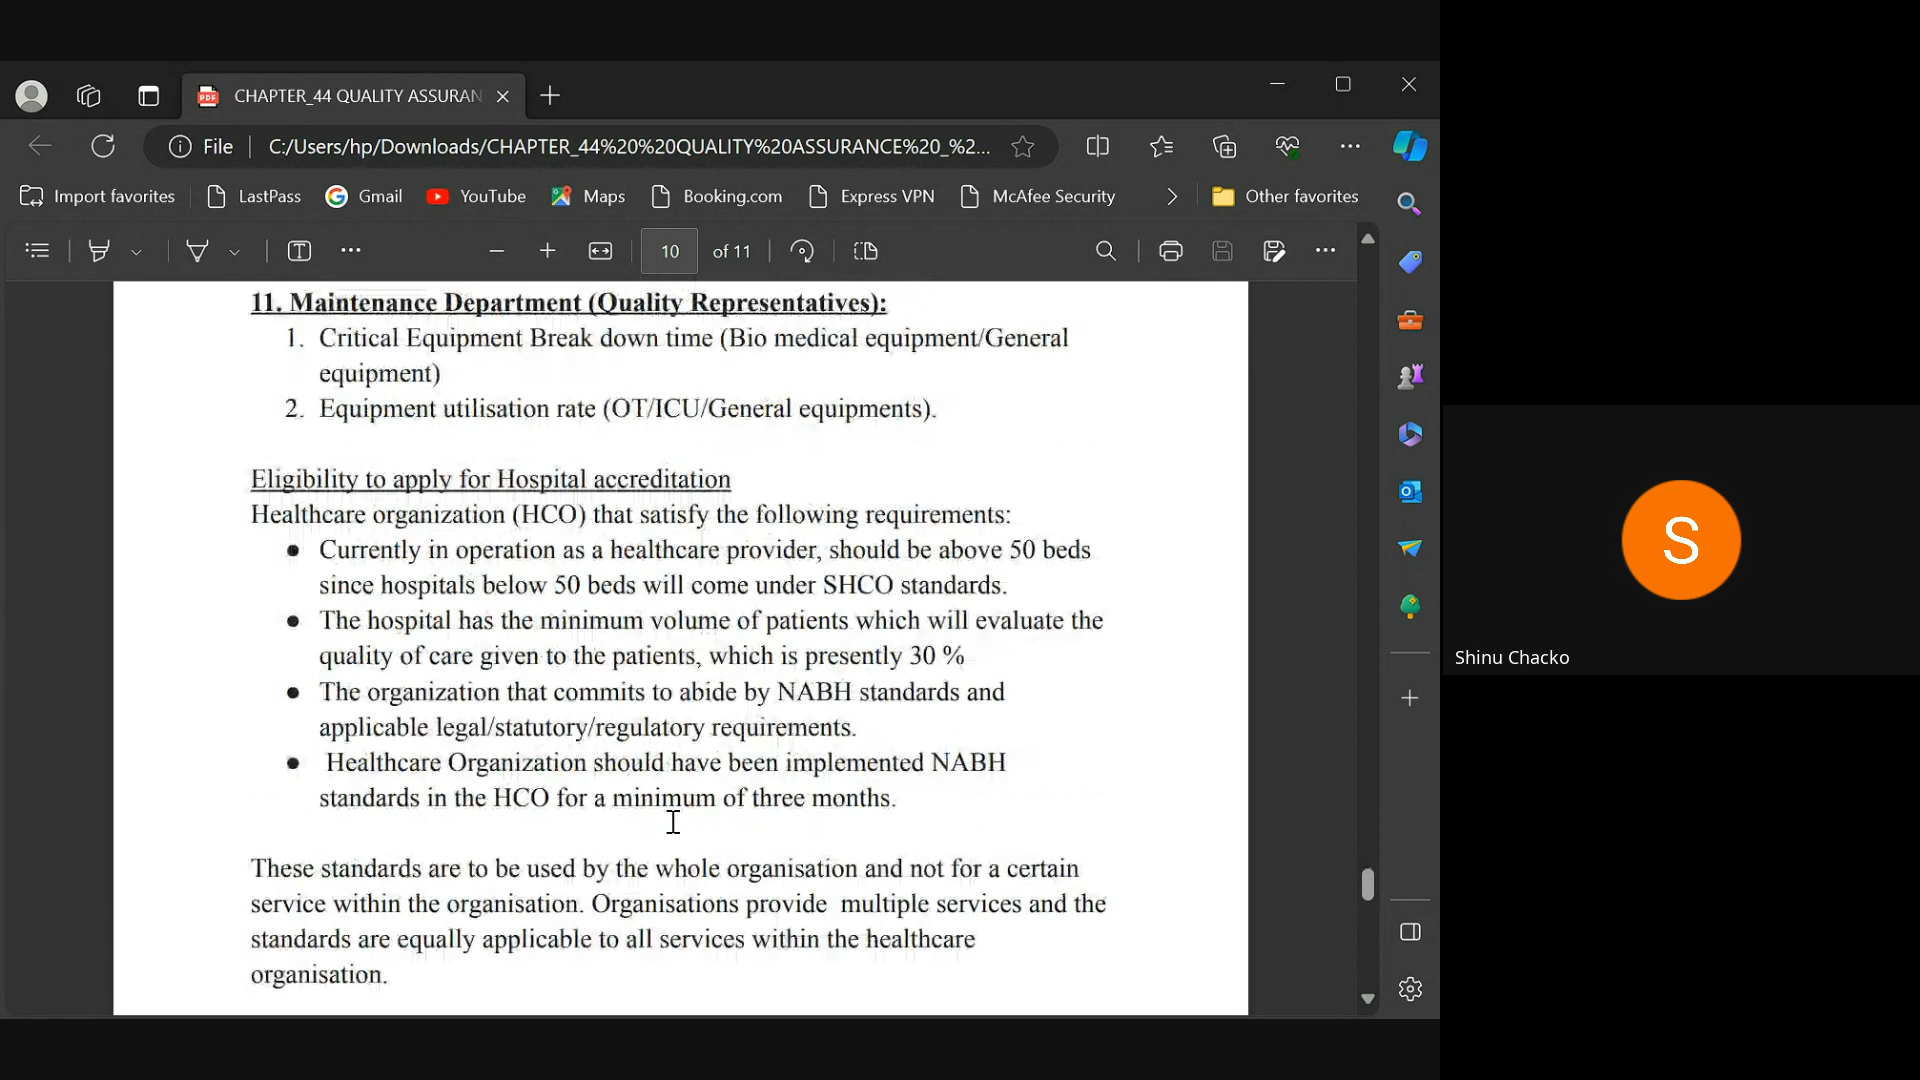 CHAPTER_44 QUALITY ASSURAN
File C:/Users/hp/Downloads/CHAPTER_44%20%20QUALITY%20ASSURANCE%20_%2...
Import favorites LastPass Gmail YouTube Maps Booking.com Express VPN McAfee Security Other favorites
10 of 11
11. Maintenance Department (Quality Representatives):
1. Critical Equipment Break down time (Bio medical equipment/General
equipment)
2. Equipment utilisation rate (OT/ICU/General equipments).
Eligibility to apply for Hospital accreditation
Healthcare organization (HCO) that satisfy the following requirements:
● Currently in operation as a healthcare provider, should be above 50 beds
since hospitals below 50 beds will come under SHCO standards.
● The hospital has the minimum volume of patients which will evaluate the
quality of care given to the patients, which is presently 30 %
● The organization that commits to abide by NABH standards and
applicable legal/statutory/regulatory requirements.
● Healthcare Organization should have been implemented NABH
standards in the HCO for a minimum of three months.
These standards are to be used by the whole organisation and not for a certain
service within the organisation. Organisations provide multiple services and the
standards are equally applicable to all services within the healthcare
organisation.
S
Shinu Chacko